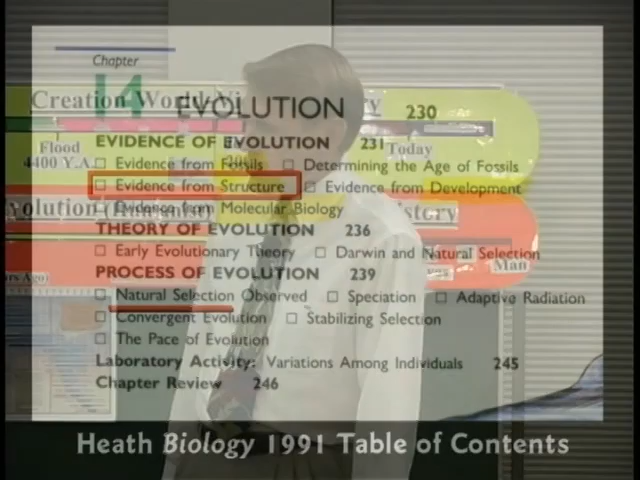 Chapter
14 EVOLUTION 230
Creation World
Flood
4400 Y.A.
Today
EVIDENCE OF EVOLUTION 231
□ Evidence from Fossils □ Determining the Age of Fossils
□ Evidence from Structure □ Evidence from Development
□ Evidence from Molecular Biology
THEORY OF EVOLUTION 236
□ Early Evolutionary Theory □ Darwin and Natural Selection
Man
PROCESS OF EVOLUTION 239
□ Natural Selection Observed □ Speciation □ Adaptive Radiation
□ Convergent Evolution □ Stabilizing Selection
□ The Pace of Evolution
Laboratory Activity: Variations Among Individuals 245
Chapter Review 246
Heath Biology 1991 Table of Contents